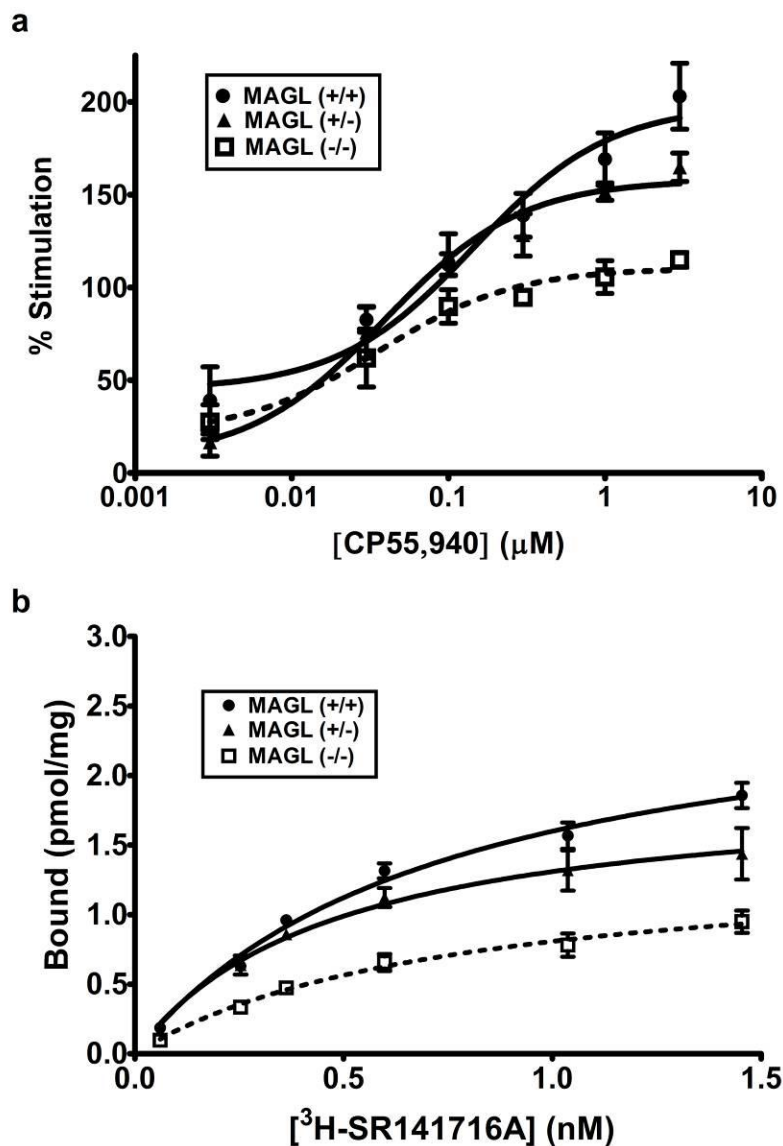 a
MAGL (+/+)
MAGL (+/-)
MAGL (-/-)
% Stimulation
200
150
100
50
0
0.001
0.01
0.1
1
10
[CP55,940] (μM)
b
MAGL (+/+)
MAGL (+/-)
MAGL (-/-)
Bound (pmol/mg)
3.0
2.5
2.0
1.5
1.0
0.5
0.0
0.0
0.5
1.0
1.5
[³H-SR141716A] (nM)